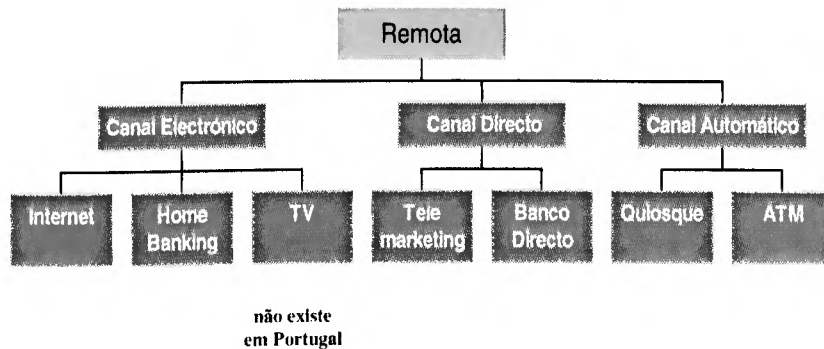 Remota
Canal Electrónico
Canal Directo
Canal Automático
Internet
Home
Banking
TV
Tele
marketing
Banco
Directo
Quiosque
ATM
não existe
em Portugal